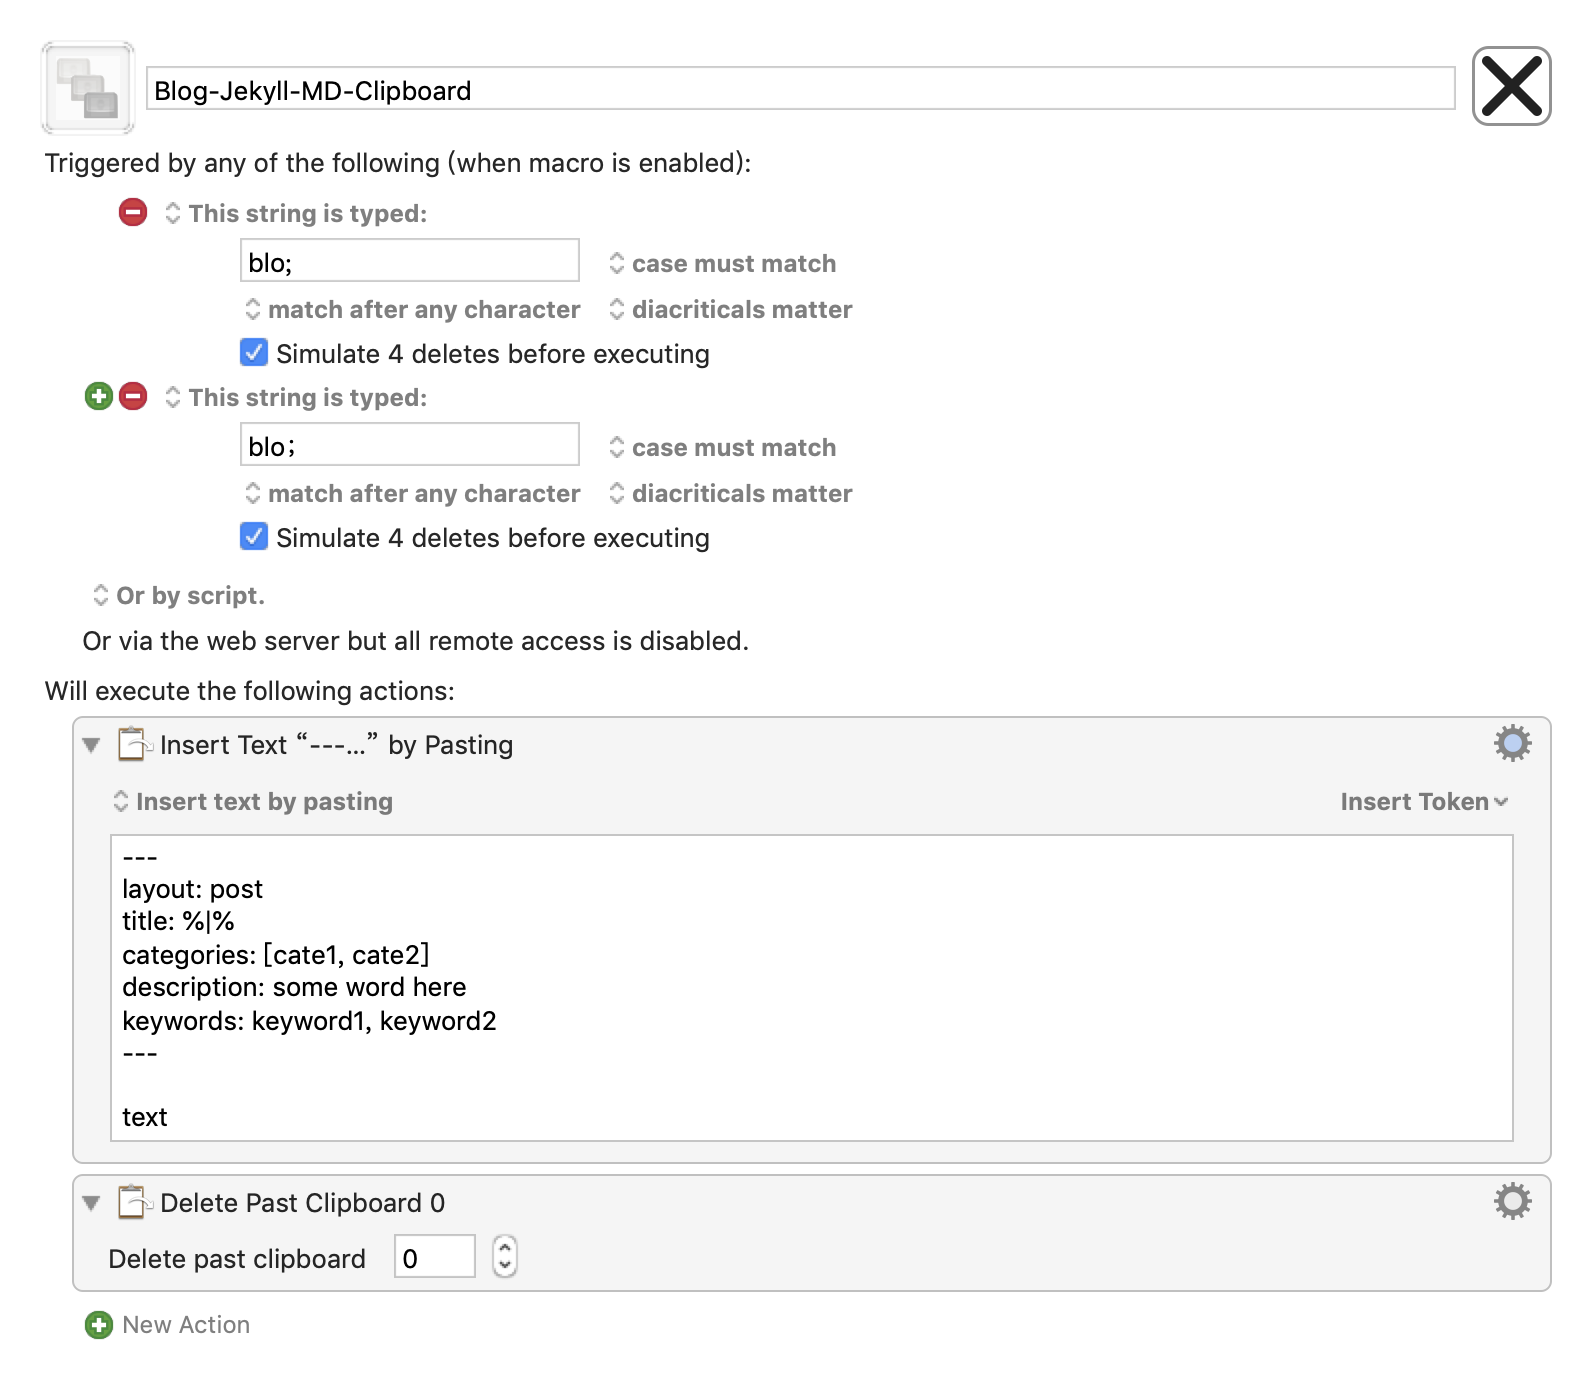 Blog-Jekyll-MD-Clipboard
Triggered by any of the following (when macro is enabled):
This string is typed:
blo;
case must match
match after any character
diacriticals matter
Simulate 4 deletes before executing
This string is typed:
blo；
case must match
match after any character
diacriticals matter
Simulate 4 deletes before executing
Or by script.
Or via the web server but all remote access is disabled.
Will execute the following actions:
Insert Text “---…” by Pasting
Insert text by pasting
Insert Token
---
layout: post
title: %|%
categories: [cate1, cate2]
description: some word here
keywords: keyword1, keyword2
---
text
Delete Past Clipboard 0
Delete past clipboard 0
New Action